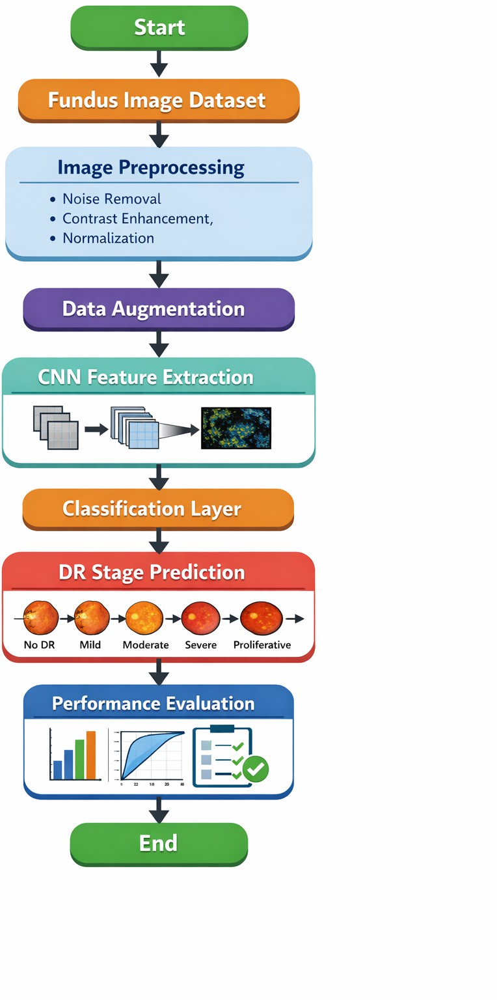 Start
Fundus Image Dataset
Image Preprocessing
• Noise Removal
• Contrast Enhancement,
• Normalization
Data Augmentation
CNN Feature Extraction
Classification Layer
DR Stage Prediction
No DR Mild Moderate Severe Proliferative
Performance Evaluation
0
End